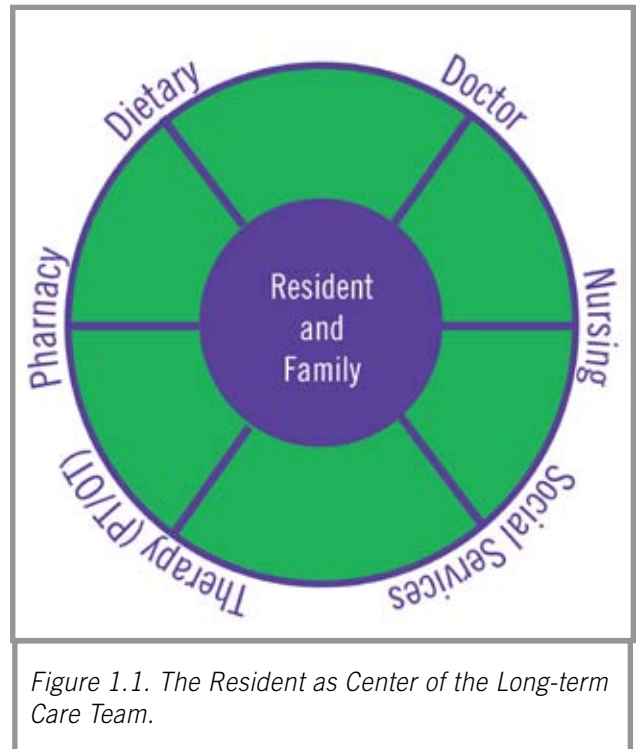 Dietary
Doctor
Pharnacy
Nursing
Resident
and
Family
Therapy (PT/OT)
Social Services
Figure 1.1. The Resident as Center of the Long-term
Care Team.